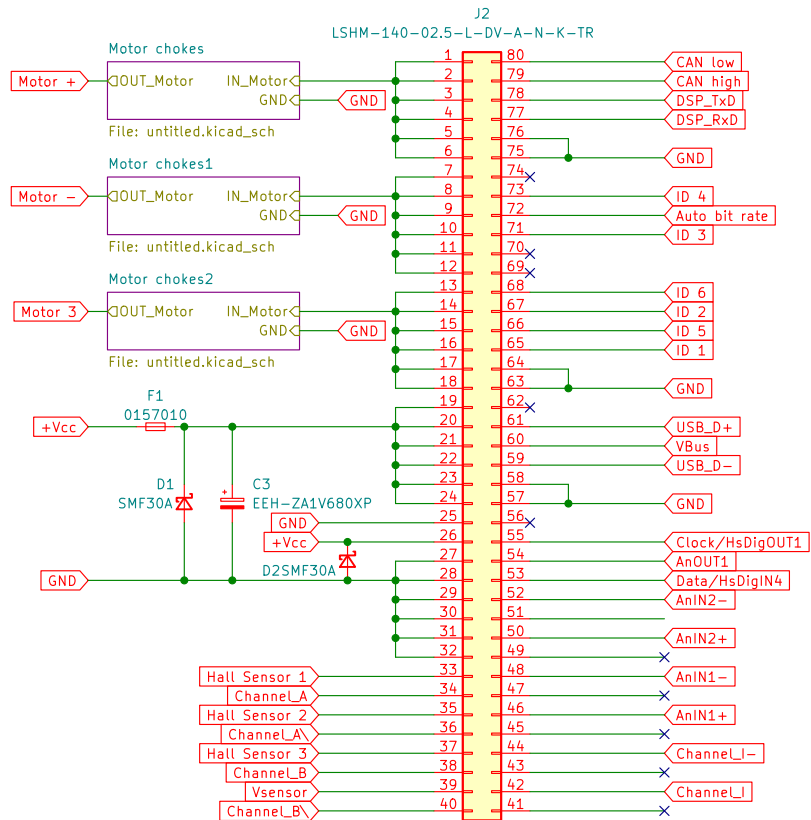 J2
LSHM-140-02.5-L-DV-A-N-K-TR
Motor chokes
Motor + OUT_Motor IN_Motor
GND GND
File: untitled.kicad_sch
Motor chokes1
Motor - OUT_Motor IN_Motor
GND GND
File: untitled.kicad_sch
Motor chokes2
Motor 3 OUT_Motor IN_Motor
GND GND
File: untitled.kicad_sch
F1
0157010
+Vcc
D1
SMF30A
+
C3
EEH-ZA1V680XP
GND
+Vcc
D2SMF30A
GND
1 80 CAN low
2 79 CAN high
3 78 DSP_TxD
4 77 DSP_RxD
5 76
6 75 GND
7 74
8 73 ID 4
9 72 Auto bit rate
10 71 ID 3
11 70
12 69
13 68 ID 6
14 67 ID 2
15 66 ID 5
16 65 ID 1
17 64
18 63 GND
19 62
20 61 USB_D+
21 60 VBus
22 59 USB_D-
23 58
24 57 GND
25 56
26 55 Clock/HsDigOUT1
27 54 AnOUT1
28 53 Data/HsDigIN4
29 52 AnIN2-
30 51
31 50 AnIN2+
32 49
Hall Sensor 1 33 48 AnIN1-
Channel_A 34 47
Hall Sensor 2 35 46 AnIN1+
Channel_A\ 36 45
Hall Sensor 3 37 44 Channel_I-
Channel_B 38 43
Vsensor 39 42 Channel_I
Channel_B\ 40 41